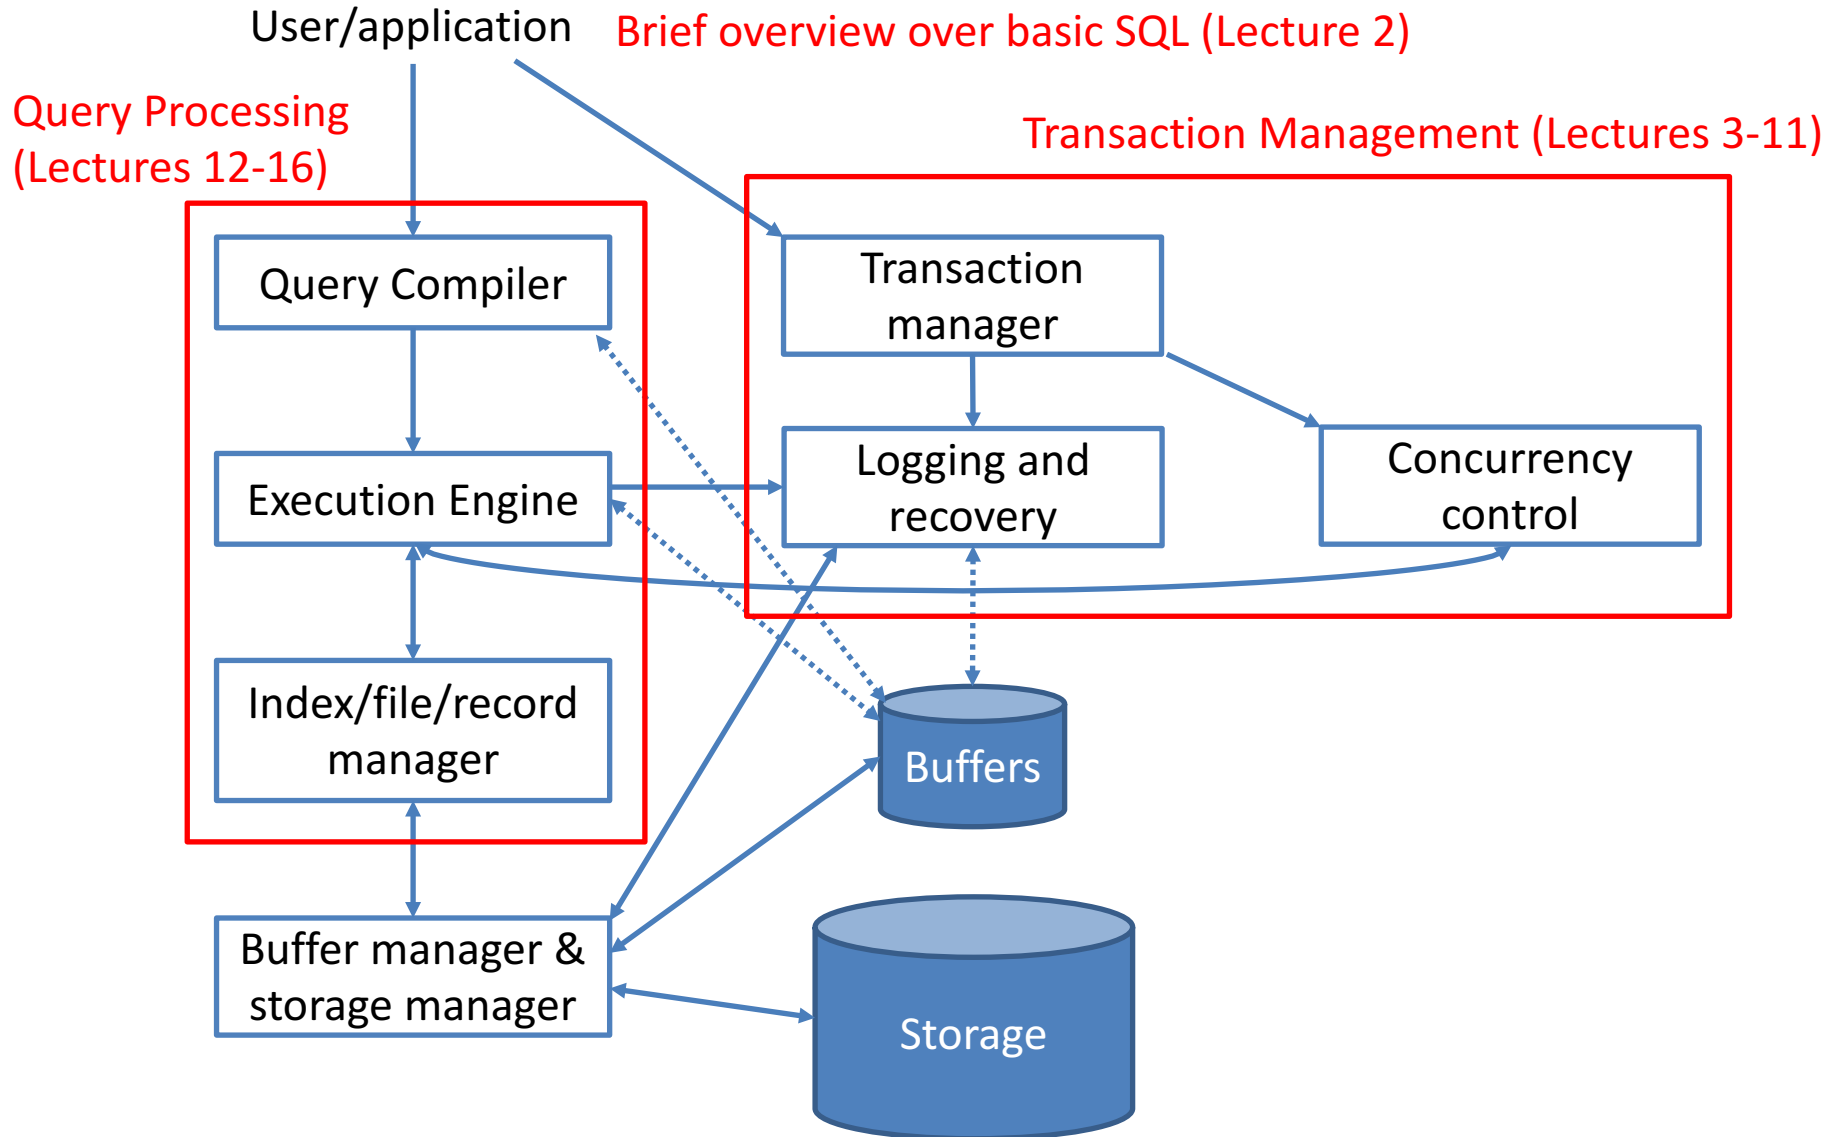 User/application
Brief overview over basic SQL (Lecture 2)
Query Processing
(Lectures 12-16)
Transaction Management (Lectures 3-11)
Query Compiler
Transaction
manager
Execution Engine
Logging and
recovery
Concurrency
control
Index/file/record
manager
Buffers
Buffer manager &
storage manager
Storage